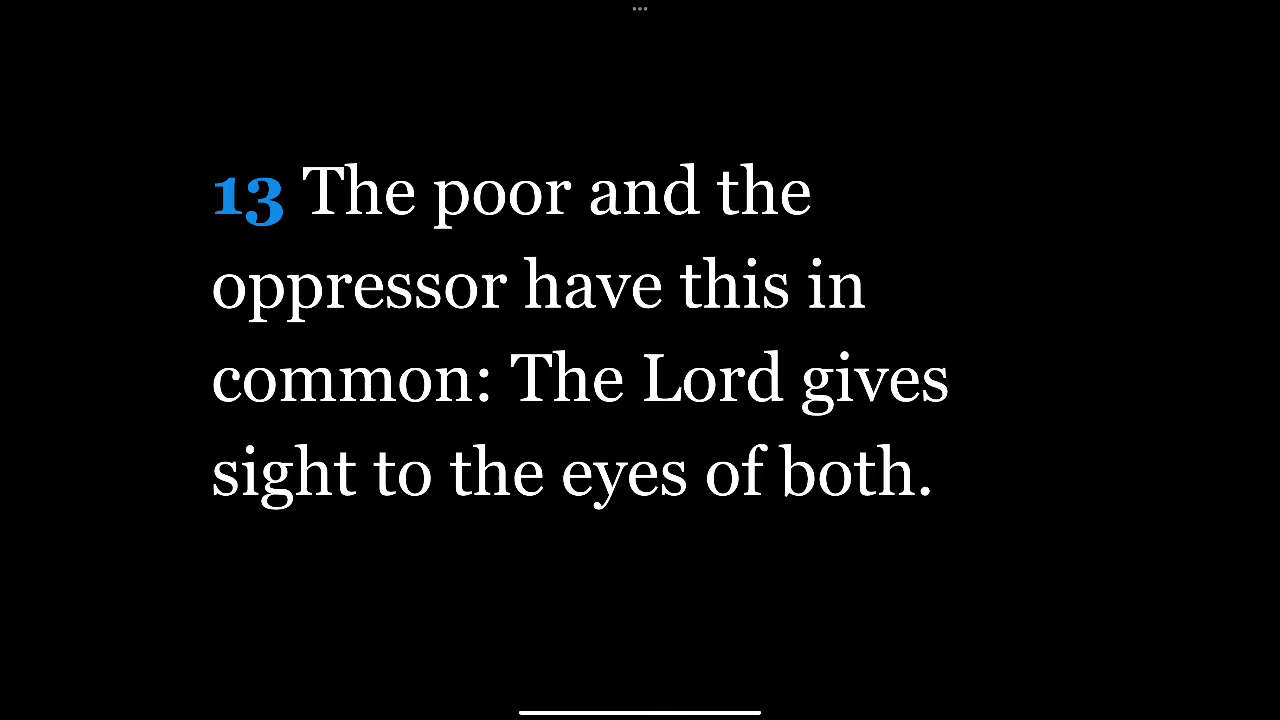 13 The poor and the
oppressor have this in
common: The Lord gives
sight to the eyes of both.